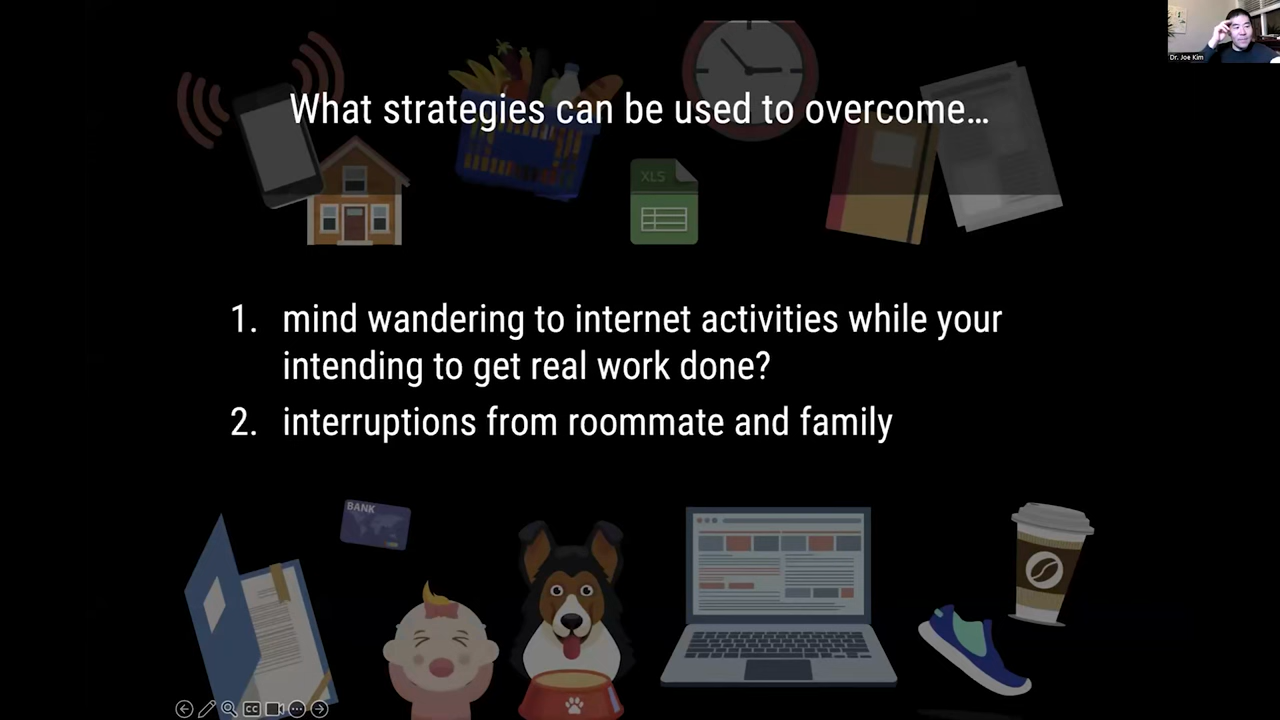 Dr. Joe Kim
What strategies can be used to overcome...
XLS
1. mind wandering to internet activities while your
intending to get real work done?
2. interruptions from roommate and family
BANK
CC